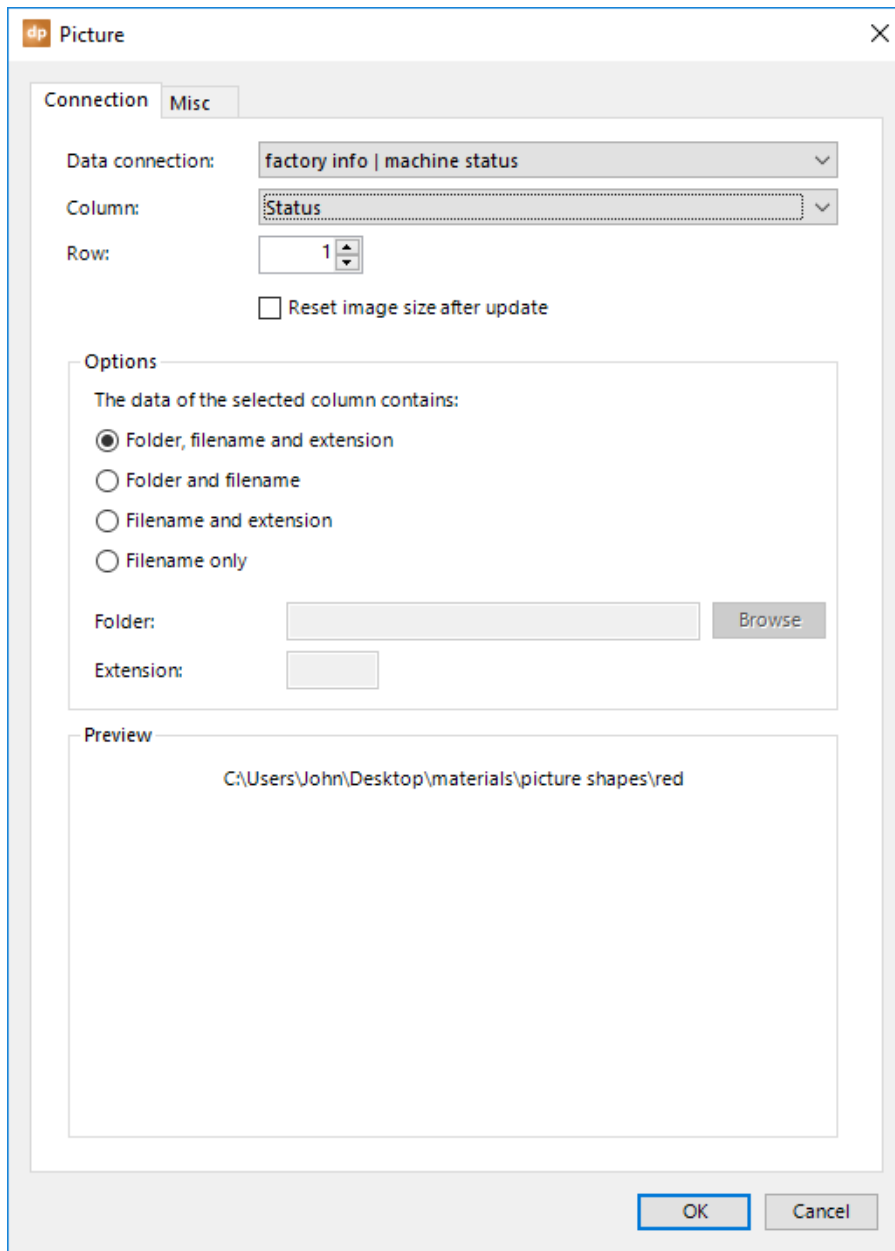 dp Picture
Connection Misc
Data connection: factory info | machine status
Column: Status
Row: 1
Reset image size after update
Options
The data of the selected column contains:
Folder, filename and extension
Folder and filename
Filename and extension
Filename only
Folder: Browse
Extension:
Preview
C:\Users\John\Desktop\materials\picture shapes\red
OK Cancel